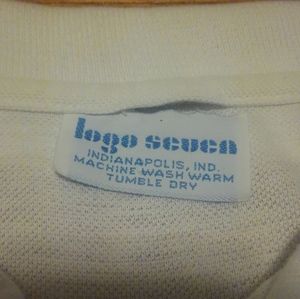 logo seven
INDIANAPOLIS, IND.
MACHINE WASH WARM
TUMBLE DRY